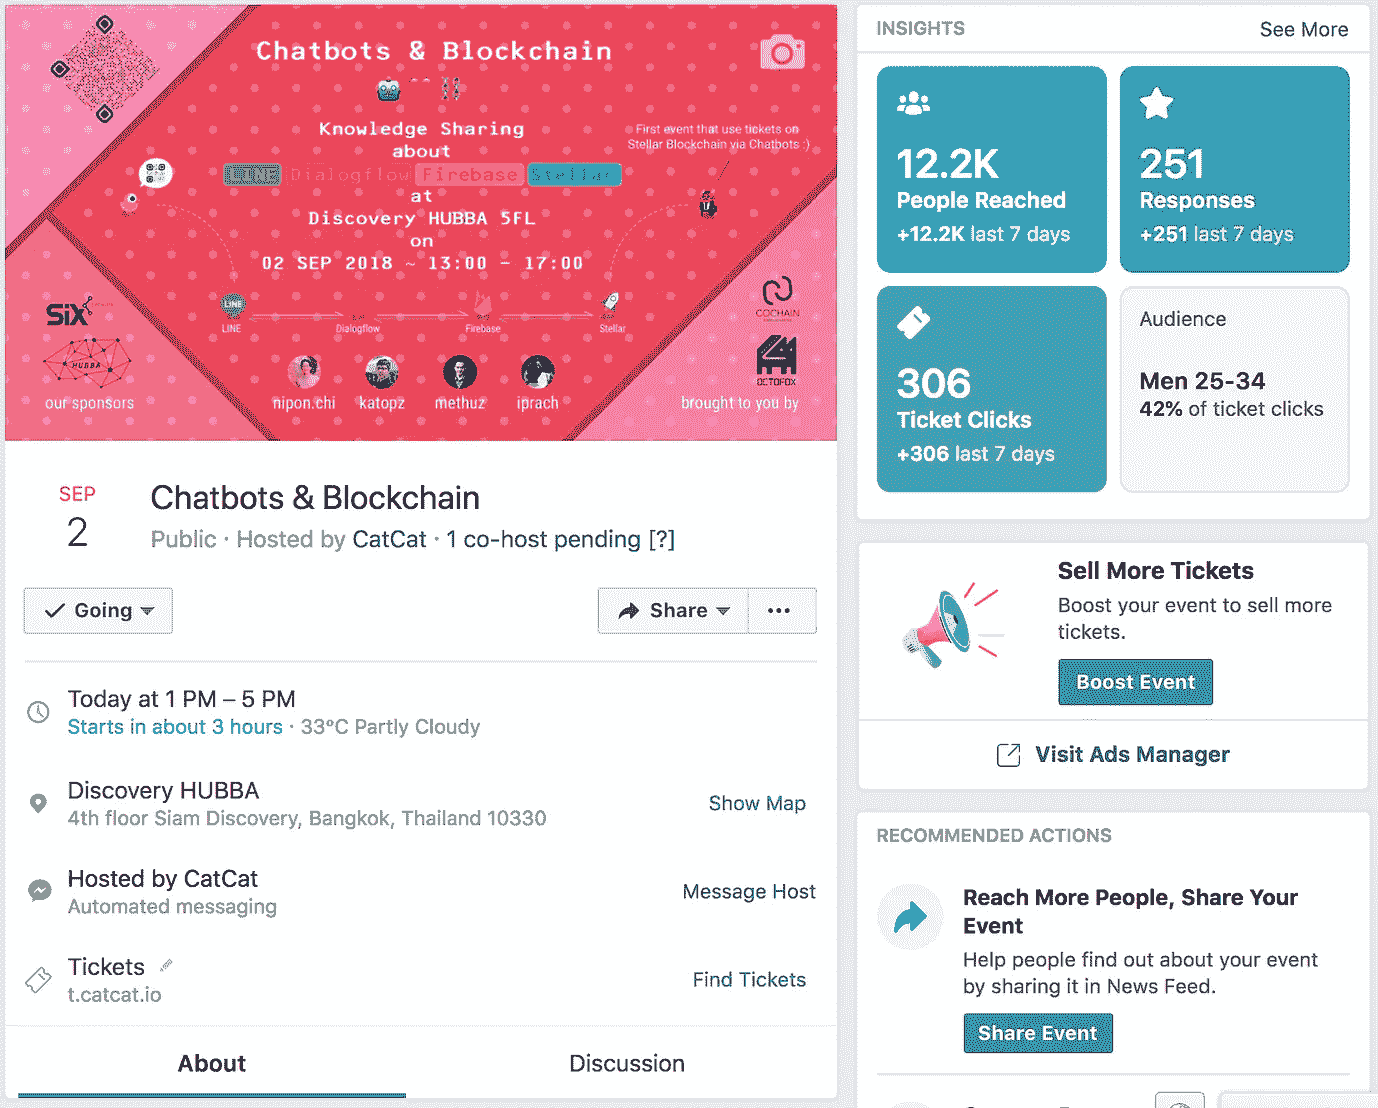 Chatbots & Blockchain
Knowledge Sharing
about
First event that use tickets on
Stellar Blockchain via Chatbots :)
LINE Dialogflow Firebase Stellar
at
Discovery HUBBA 5FL
on
02 SEP 2018 ~ 13:00 - 17:00
LINE
LINE
Dialogflow
Firebase
Stellar
SIX
HUBBA
our sponsors
nipon.chi
katopz
methuz
iprach
COCHAIN
OCTOFOX
brought to you by
SEP
2
Chatbots & Blockchain
Public · Hosted by CatCat · 1 co-host pending [?]
Going
Share
Today at 1 PM – 5 PM
Starts in about 3 hours · 33°C Partly Cloudy
Discovery HUBBA
4th floor Siam Discovery, Bangkok, Thailand 10330
Show Map
Hosted by CatCat
Automated messaging
Message Host
Tickets
t.catcat.io
Find Tickets
About
Discussion
INSIGHTS
See More
12.2K
People Reached
+12.2K last 7 days
251
Responses
+251 last 7 days
306
Ticket Clicks
+306 last 7 days
Audience
Men 25-34
42% of ticket clicks
Sell More Tickets
Boost your event to sell more
tickets.
Boost Event
Visit Ads Manager
RECOMMENDED ACTIONS
Reach More People, Share Your
Event
Help people find out about your event
by sharing it in News Feed.
Share Event